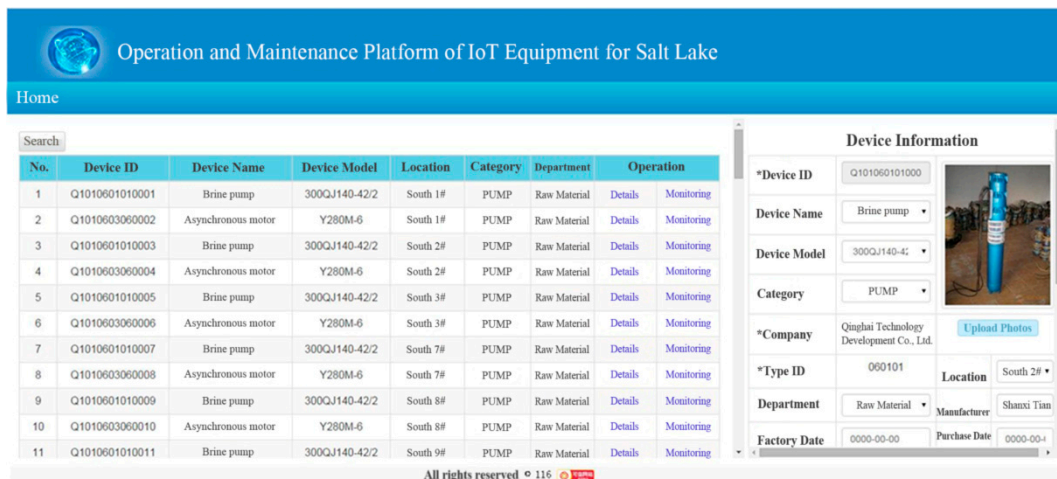 Operation and Maintenance Platform of IoT Equipment for Salt Lake
Home
Search
No. Device ID Device Name Device Model Location Category Department Operation
1 Q1010601010001 Brine pump 300QJ140-42/2 South 1# PUMP Raw Material Details Monitoring
2 Q1010603060002 Asynchronous motor Y280M-6 South 1# PUMP Raw Material Details Monitoring
3 Q1010601010003 Brine pump 300QJ140-42/2 South 2# PUMP Raw Material Details Monitoring
4 Q1010603060004 Asynchronous motor Y280M-6 South 2# PUMP Raw Material Details Monitoring
5 Q1010601010005 Brine pump 300QJ140-42/2 South 3# PUMP Raw Material Details Monitoring
6 Q1010603060006 Asynchronous motor Y280M-6 South 3# PUMP Raw Material Details Monitoring
7 Q1010601010007 Brine pump 300QJ140-42/2 South 7# PUMP Raw Material Details Monitoring
8 Q1010603060008 Asynchronous motor Y280M-6 South 7# PUMP Raw Material Details Monitoring
9 Q1010601010009 Brine pump 300QJ140-42/2 South 8# PUMP Raw Material Details Monitoring
10 Q1010603060010 Asynchronous motor Y280M-6 South 8# PUMP Raw Material Details Monitoring
11 Q1010601010011 Brine pump 300QJ140-42/2 South 9# PUMP Raw Material Details Monitoring
Device Information
*Device ID Q101060101000
Device Name Brine pump
Device Model 300QJ140-42
Category PUMP
*Company Qinghai Technology
Development Co., Ltd.
Upload Photos
*Type ID 060101 Location South 2#
Department Raw Material Manufacturer Shanxi Tian
Factory Date 0000-00-00 Purchase Date 0000-00-
All rights reserved © 116